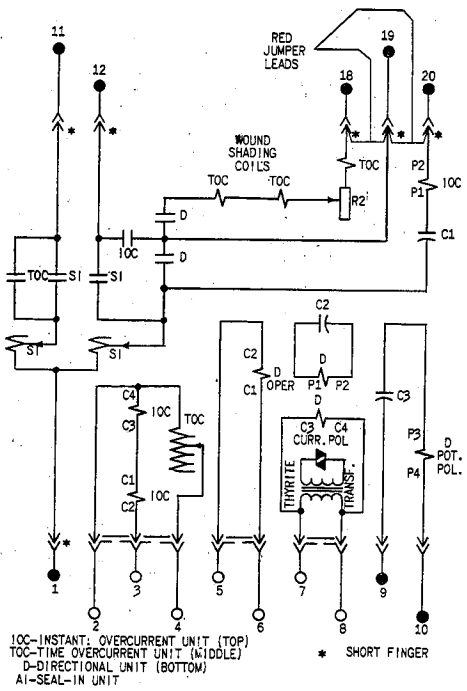 11
12
RED
JUMPER
LEADS
19
18
20
*
*
*
*
*
WOUND
SHADING
COILS
TOC
TOC
TOC
P2
P1
IOC
R2
D
IOC
D
C1
TOC
SI
SI
SI
SI
C2
C2
D
OPER
C1
D
P1 P2
C3
C4
IOC
C3
TOC
C1
IOC
C2
D
C3 C4
CURR. POL
THYRITE
TRANSF.
P3
D
POT.
POL.
P4
*
1
2
3
4
5
6
7
8
9
10
IOC-INSTANT: OVERCURRENT UNIT (TOP)
TOC-TIME OVERCURRENT UNIT (MIDDLE)
D-DIRECTIONAL UNIT (BOTTOM)
AI-SEAL-IN UNIT
* SHORT FINGER